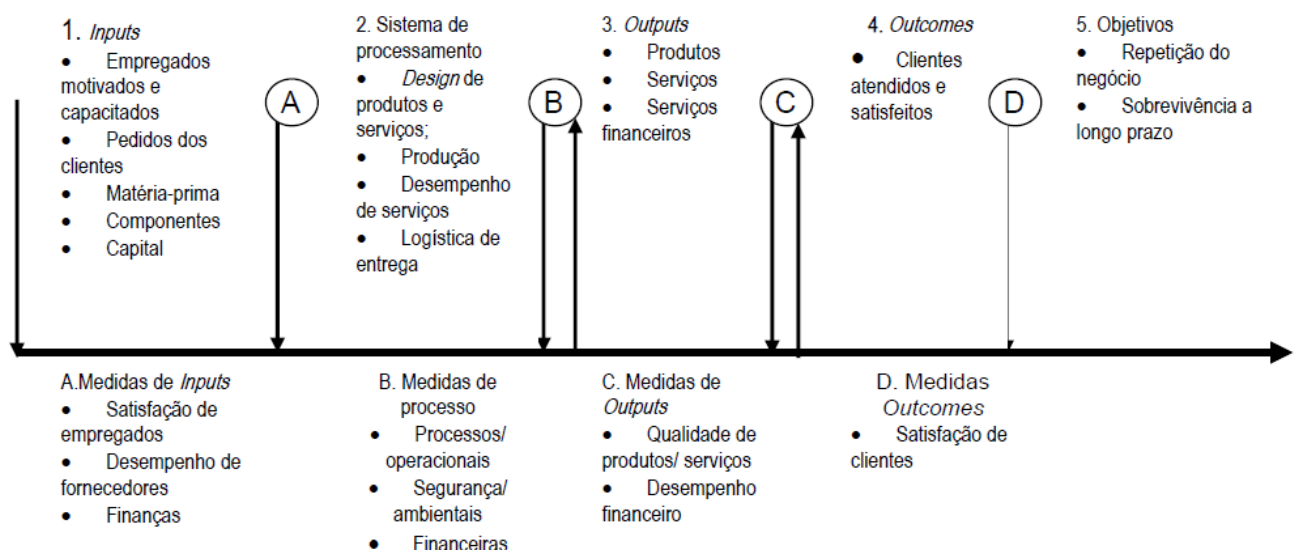 1. Inputs
• Empregados
motivados e
capacitados
• Pedidos dos
clientes
• Matéria-prima
• Componentes
• Capital
A
2. Sistema de
processamento
• Design de
produtos e
serviços;
• Produção
• Desempenho
de serviços
• Logística de
entrega
B
3. Outputs
• Produtos
• Serviços
• Serviços
financeiros
C
4. Outcomes
• Clientes
atendidos e
satisfeitos
D
5. Objetivos
• Repetição do
negócio
• Sobrevivência a
longo prazo
A.Medidas de Inputs
• Satisfação de
empregados
• Desempenho de
fornecedores
• Finanças
B. Medidas de
processo
• Processos/
operacionais
• Segurança/
ambientais
• Financeiras
C. Medidas de
Outputs
• Qualidade de
produtos/ serviços
• Desempenho
financeiro
D. Medidas
Outcomes
• Satisfação de
clientes